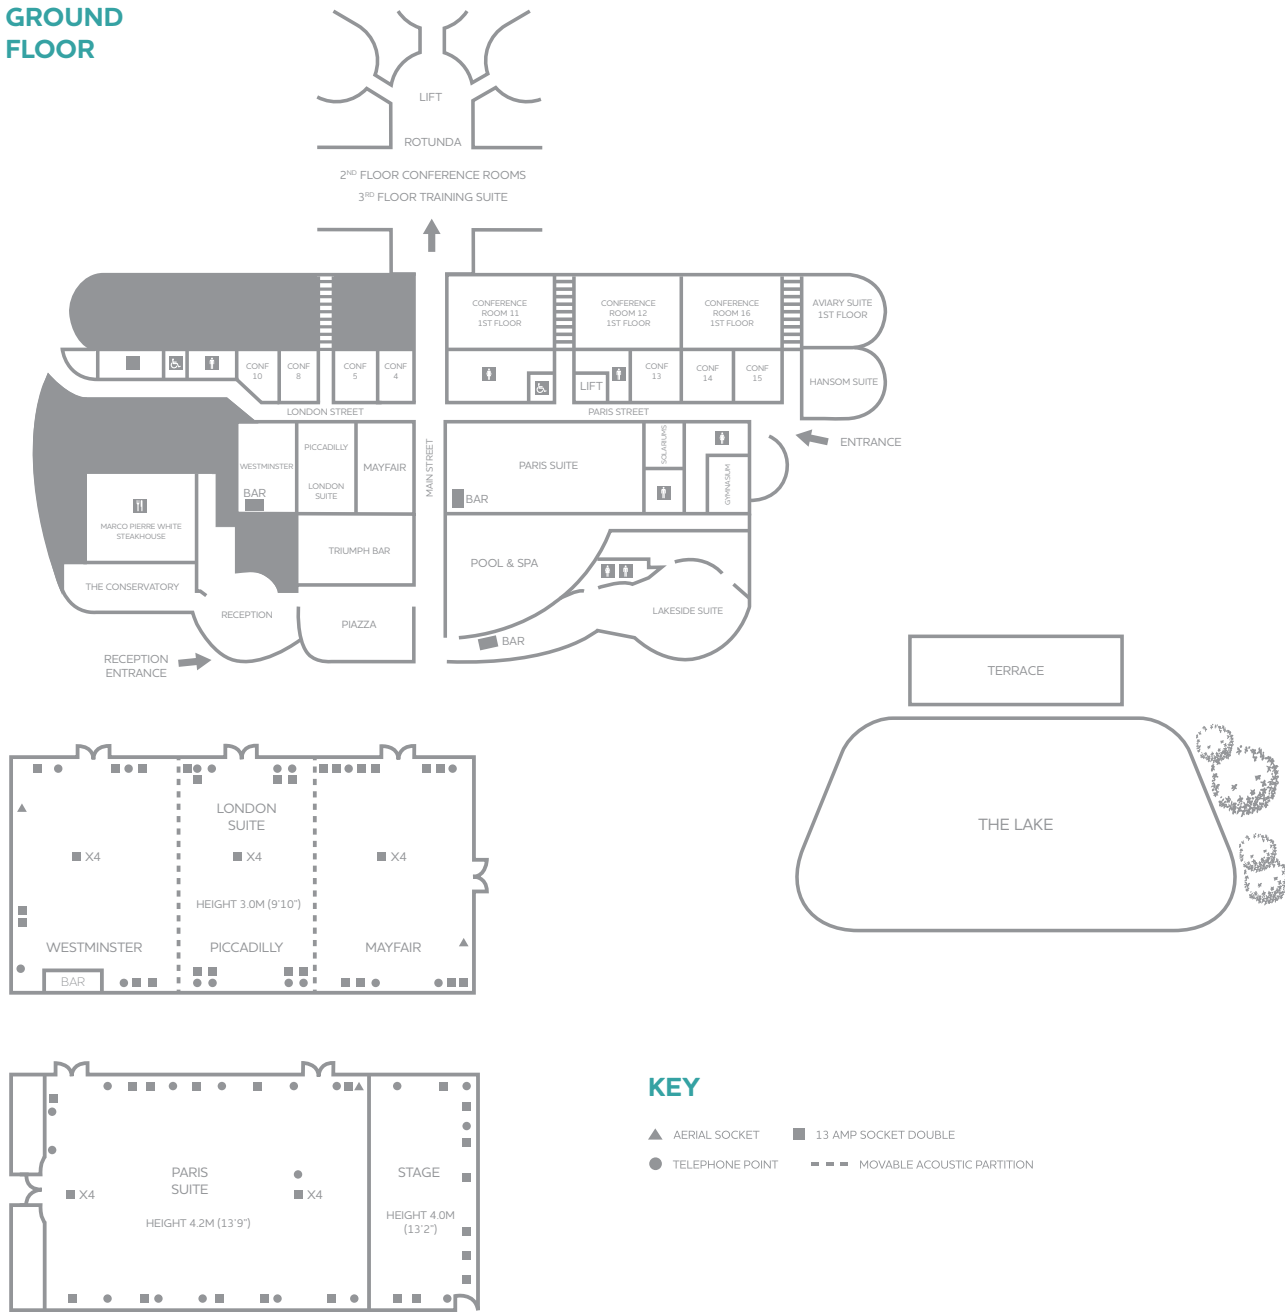 GROUND
FLOOR
LIFT
ROTUNDA
2ND FLOOR CONFERENCE ROOMS
3RD FLOOR TRAINING SUITE
CONFERENCE
ROOM 11
1ST FLOOR
CONFERENCE
ROOM 12
1ST FLOOR
CONFERENCE
ROOM 16
1ST FLOOR
AVIARY SUITE
1ST FLOOR
CONF
10
CONF
8
CONF
5
CONF
4
LIFT
CONF
13
CONF
14
CONF
15
HANSOM SUITE
LONDON STREET
PARIS STREET
ENTRANCE
MAIN STREET
WESTMINSTER
BAR
PICCADILLY
LONDON
SUITE
MAYFAIR
PARIS SUITE
BAR
SOLARIUMS
GYMNASIUM
MARCO PIERRE WHITE
STEAKHOUSE
TRIUMPH BAR
POOL & SPA
THE CONSERVATORY
RECEPTION
PIAZZA
LAKESIDE SUITE
BAR
RECEPTION
ENTRANCE
TERRACE
THE LAKE
LONDON
SUITE
X4
X4
X4
HEIGHT 3.0M (9'10")
WESTMINSTER
PICCADILLY
MAYFAIR
BAR
PARIS
SUITE
X4
X4
HEIGHT 4.2M (13'9")
STAGE
HEIGHT 4.0M
(13'2")
KEY
AERIAL SOCKET
13 AMP SOCKET DOUBLE
TELEPHONE POINT
MOVABLE ACOUSTIC PARTITION